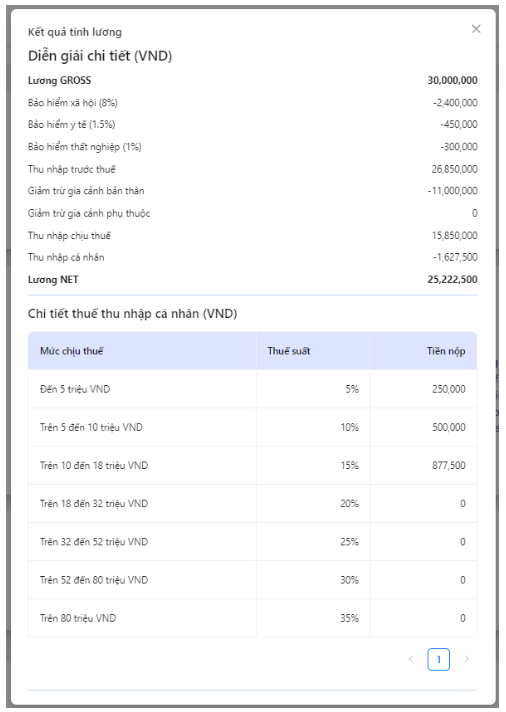 Kết quả tính lương
Diễn giải chi tiết (VND)
Lương GROSS 30,000,000
Bảo hiểm xã hội (8%) -2,400,000
Bảo hiểm y tế (1.5%) -450,000
Bảo hiểm thất nghiệp (1%) -300,000
Thu nhập trước thuế 26,850,000
Giảm trừ gia cảnh bản thân -11,000,000
Giảm trừ gia cảnh phụ thuộc 0
Thu nhập chịu thuế 15,850,000
Thu nhập cá nhân -1,627,500
Lương NET 25,222,500
Chi tiết thuế thu nhập cá nhân (VND)
Mức chịu thuế Thuế suất Tiền nộp
Đến 5 triệu VND 5% 250,000
Trên 5 đến 10 triệu VND 10% 500,000
Trên 10 đến 18 triệu VND 15% 877,500
Trên 18 đến 32 triệu VND 20% 0
Trên 32 đến 52 triệu VND 25% 0
Trên 52 đến 80 triệu VND 30% 0
Trên 80 triệu VND 35% 0
< 1 >